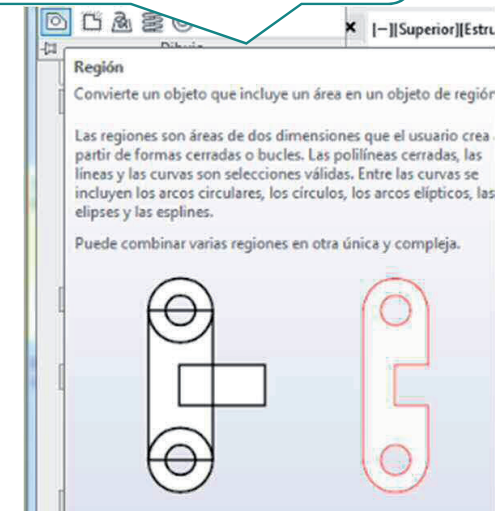 [−][Superior][Estru
Dibujo
Región
Convierte un objeto que incluye un área en un objeto de región
Las regiones son áreas de dos dimensiones que el usuario crea a
partir de formas cerradas o bucles. Las polilíneas cerradas, las
líneas y las curvas son selecciones válidas. Entre las curvas se
incluyen los arcos circulares, los círculos, los arcos elípticos, las
elipses y las esplines.
Puede combinar varias regiones en otra única y compleja.